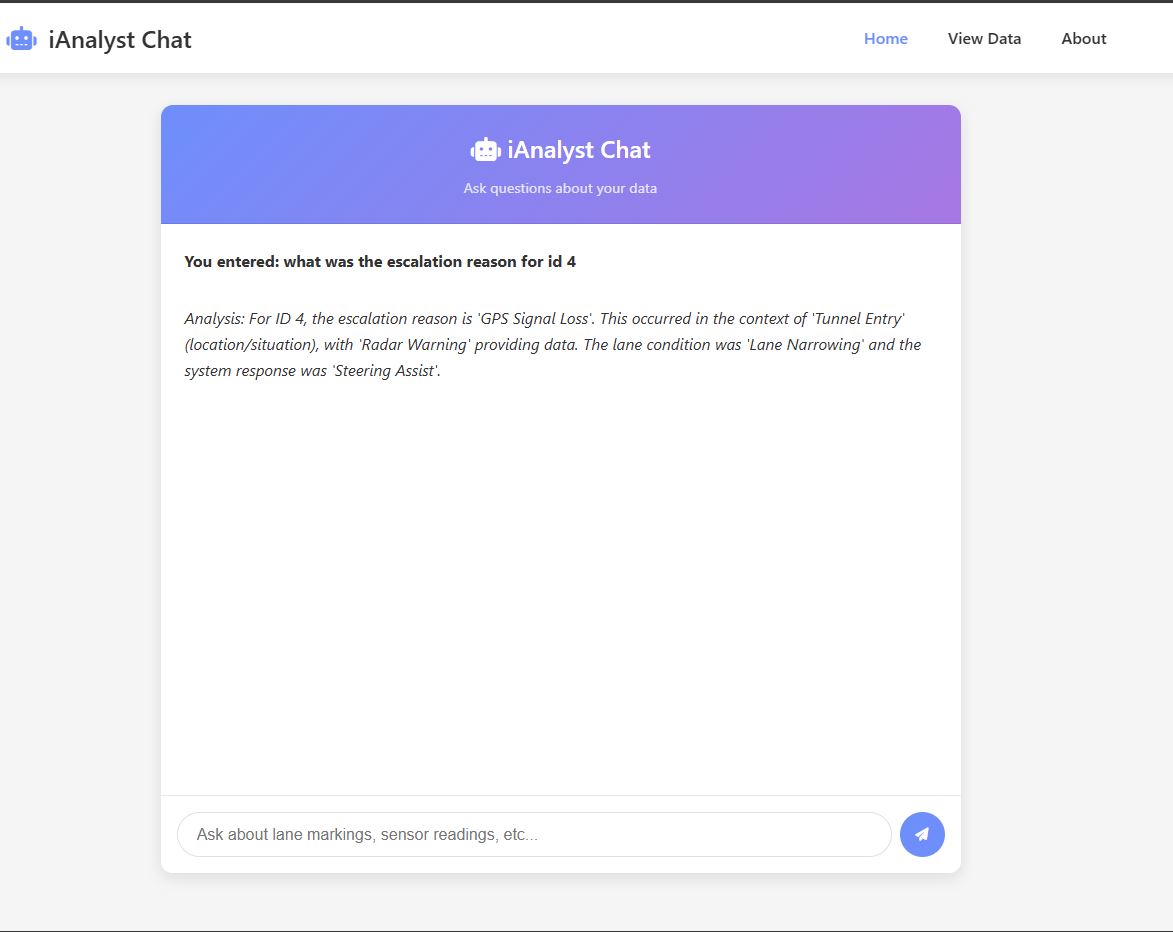 iAnalyst Chat
Home View Data About
iAnalyst Chat
Ask questions about your data
You entered: what was the escalation reason for id 4
Analysis: For ID 4, the escalation reason is 'GPS Signal Loss'. This occurred in the context of 'Tunnel Entry'
(location/situation), with 'Radar Warning' providing data. The lane condition was 'Lane Narrowing' and the
system response was 'Steering Assist'.
Ask about lane markings, sensor readings, etc...